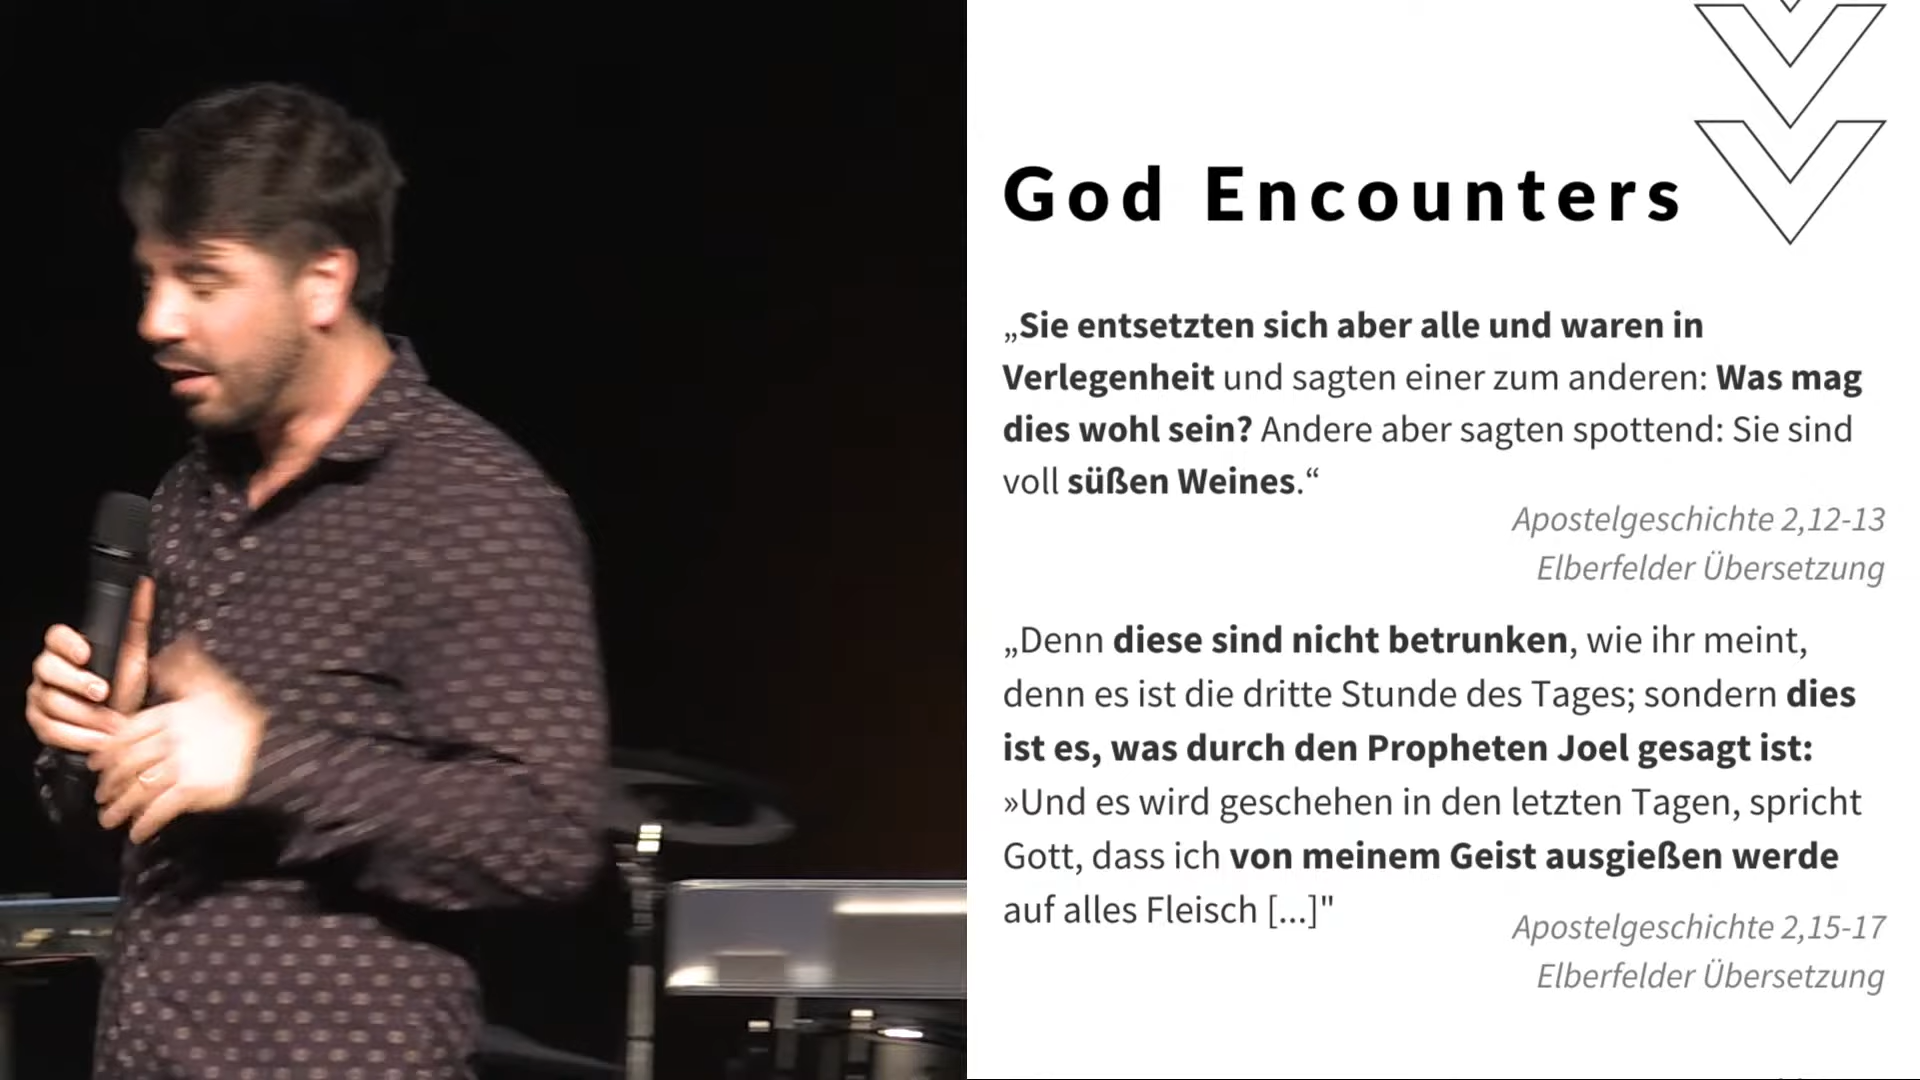 God Encounters
„Sie entsetzten sich aber alle und waren in
Verlegenheit und sagten einer zum anderen: Was mag
dies wohl sein? Andere aber sagten spottend: Sie sind
voll süßen Weines.“
Apostelgeschichte 2,12-13
Elberfelder Übersetzung
„Denn diese sind nicht betrunken, wie ihr meint,
denn es ist die dritte Stunde des Tages; sondern dies
ist es, was durch den Propheten Joel gesagt ist:
»Und es wird geschehen in den letzten Tagen, spricht
Gott, dass ich von meinem Geist ausgießen werde
auf alles Fleisch [...]"
Apostelgeschichte 2,15-17
Elberfelder Übersetzung